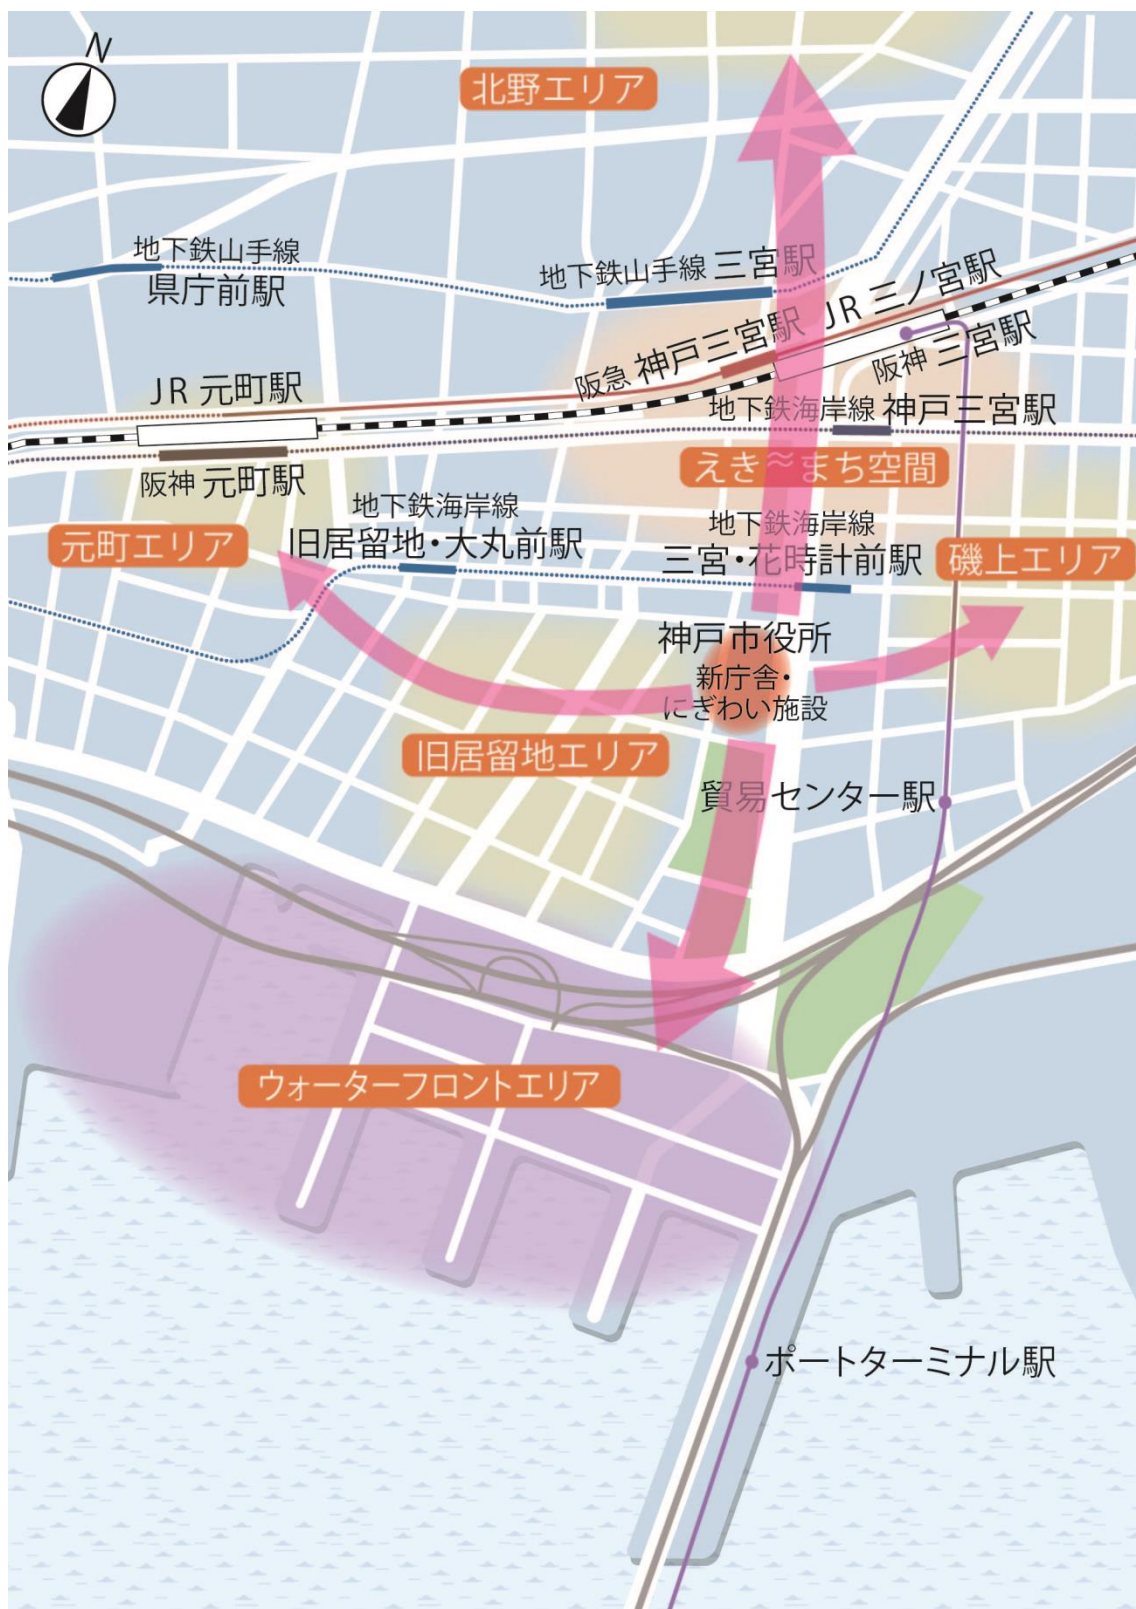 N
北野エリア
地下鉄山手線
県庁前駅
地下鉄山手線 三宮駅
JR 三ノ宮駅
阪急 神戸三宮駅
阪神 三宮駅
JR 元町駅
地下鉄海岸線 神戸三宮駅
阪神 元町駅
えき~まち空間
元町エリア
地下鉄海岸線
旧居留地・大丸前駅
地下鉄海岸線
三宮・花時計前駅
磯上エリア
神戸市役所
新庁舎・
にぎわい施設
旧居留地エリア
貿易センター駅
ウォーターフロントエリア
ポートターミナル駅